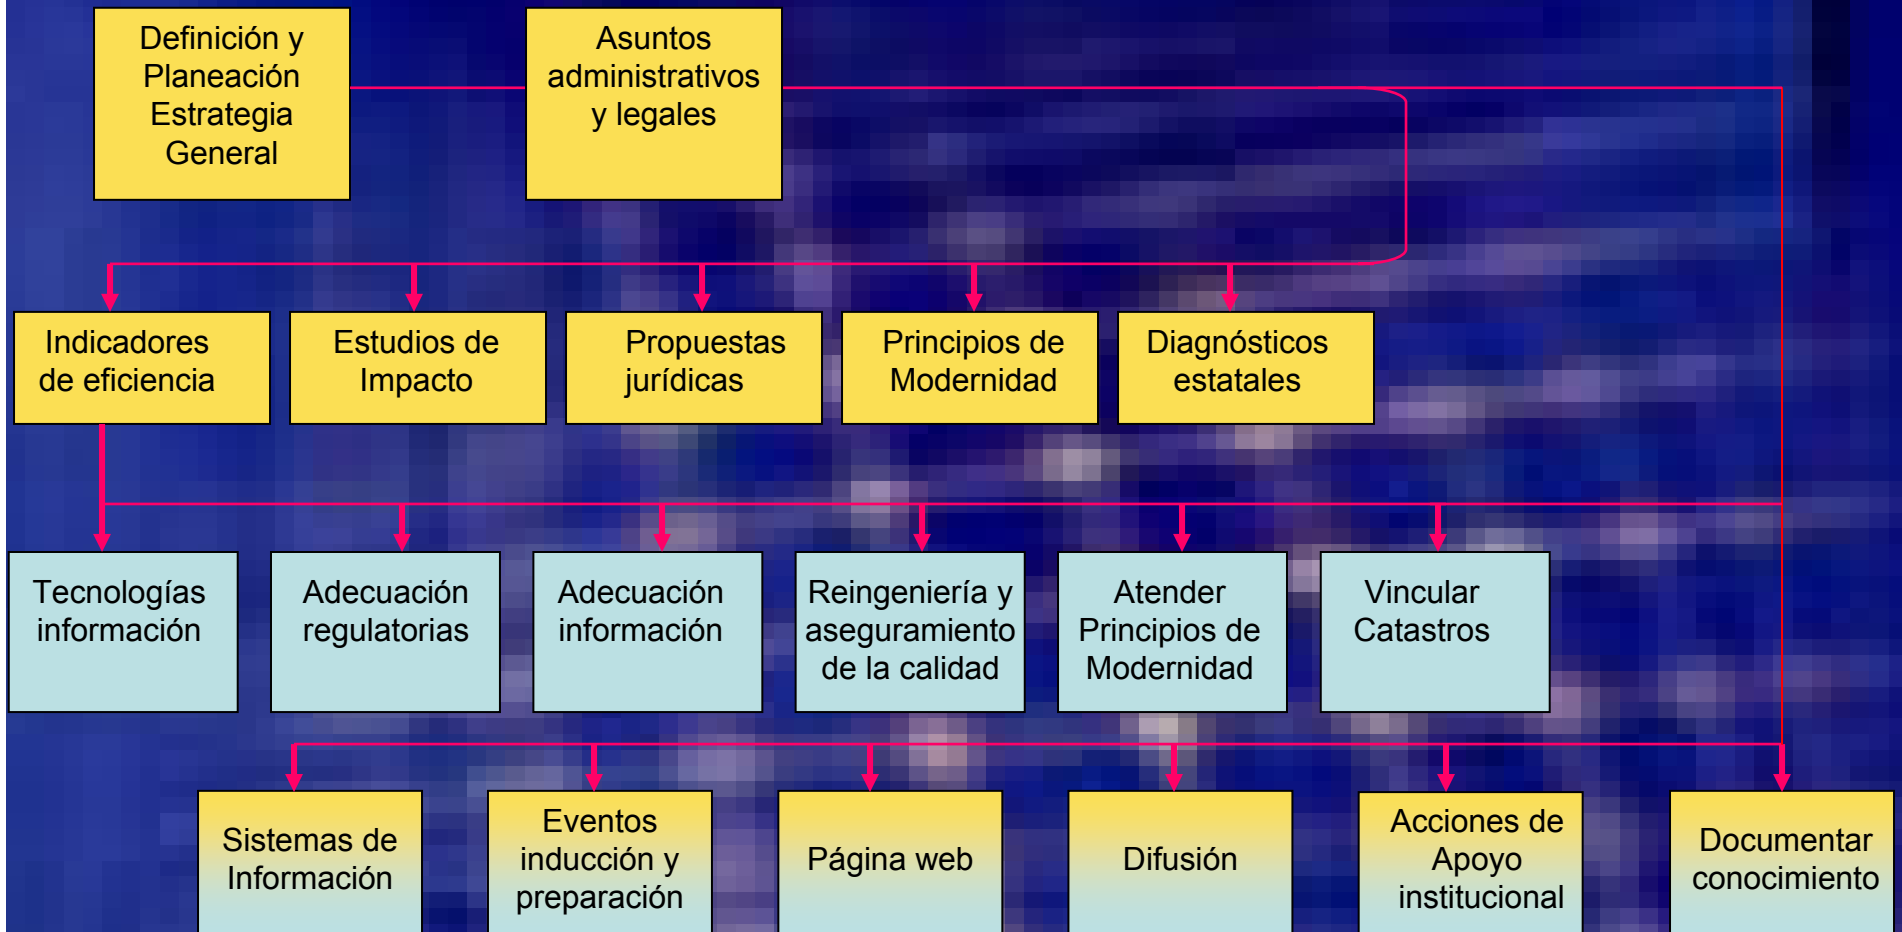 Definición y
Planeación
Estrategia
General
Asuntos
administrativos
y legales
Indicadores
de eficiencia
Estudios de
Impacto
Propuestas
jurídicas
Principios de
Modernidad
Diagnósticos
estatales
Tecnologías
información
Adecuación
regulatorias
Adecuación
información
Reingeniería y
aseguramiento
de la calidad
Atender
Principios de
Modernidad
Vincular
Catastros
Sistemas de
Información
Eventos
inducción y
preparación
Página web
Difusión
Acciones de
Apoyo
institucional
Documentar
conocimiento